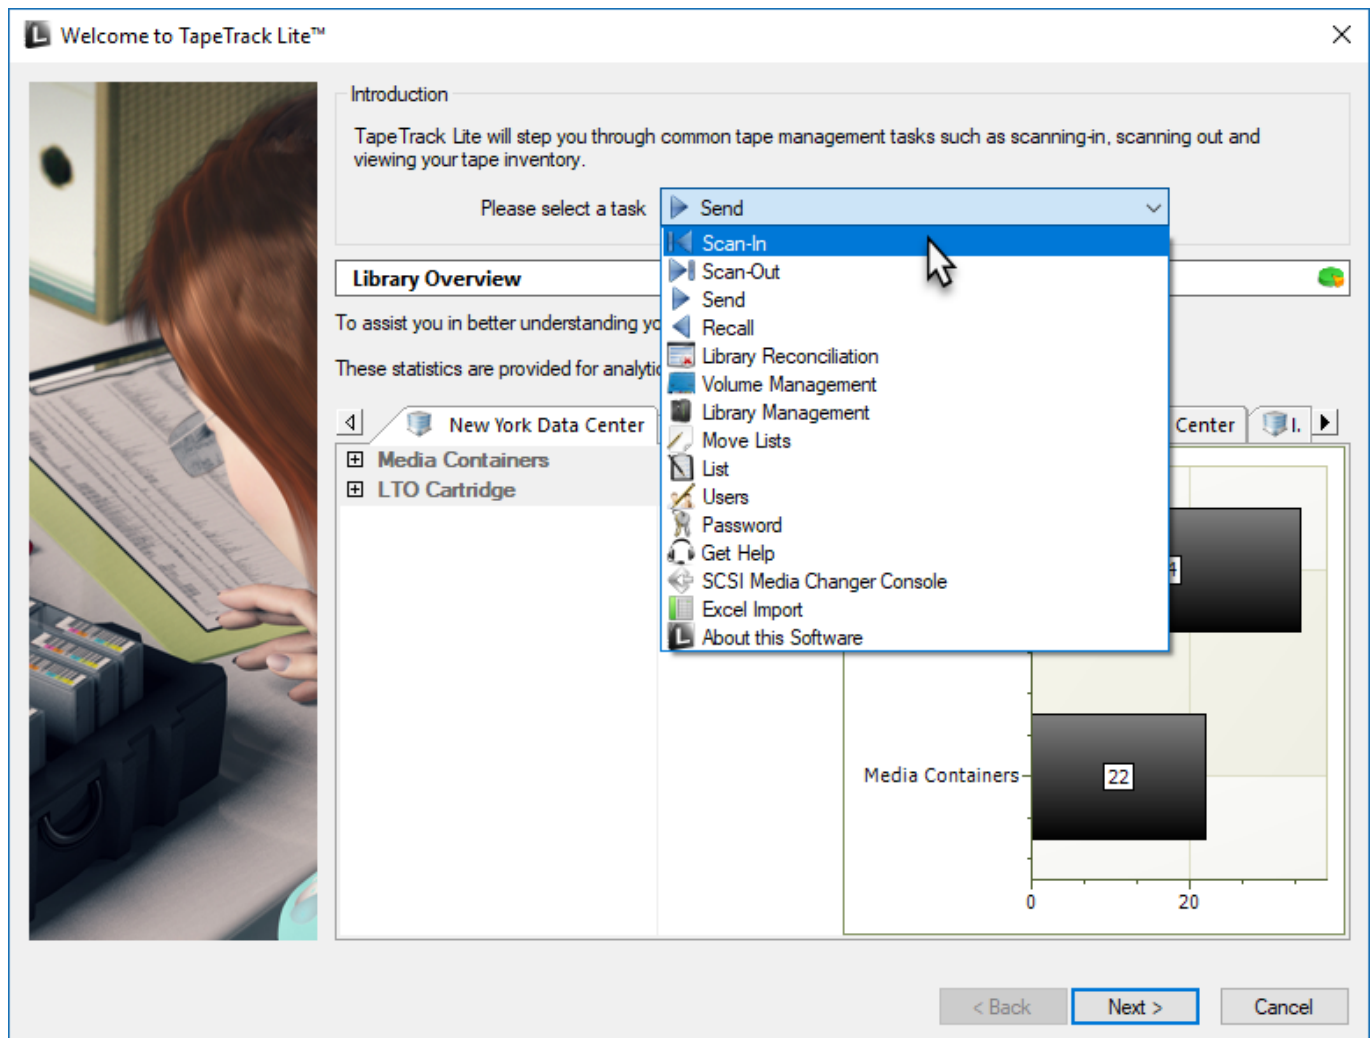 Welcome to TapeTrack Lite™
Introduction
TapeTrack Lite will step you through common tape management tasks such as scanning-in, scanning out and
viewing your tape inventory.
Please select a task
Send
Scan-In
Scan-Out
Send
Recall
Library Reconciliation
Volume Management
Library Management
Move Lists
List
Users
Password
Get Help
SCSI Media Changer Console
Excel Import
About this Software
Library Overview
To assist you in better understanding
These statistics are provided for
New York Data Center
Center
Media Containers
LTO Cartridge
4
Media Containers
22
0
20
< Back
Next >
Cancel